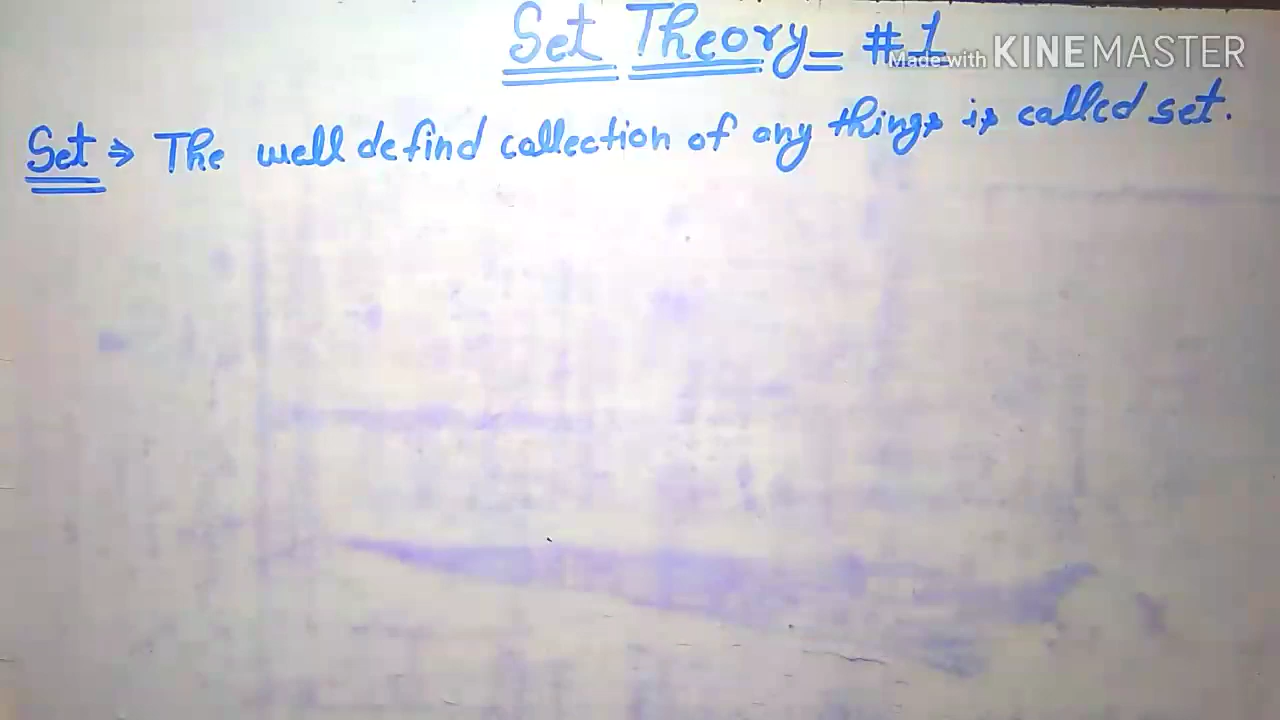 Set Theory = #1
Made with KINEMASTER
Set ⇒ The well defind collection of any things is called set.